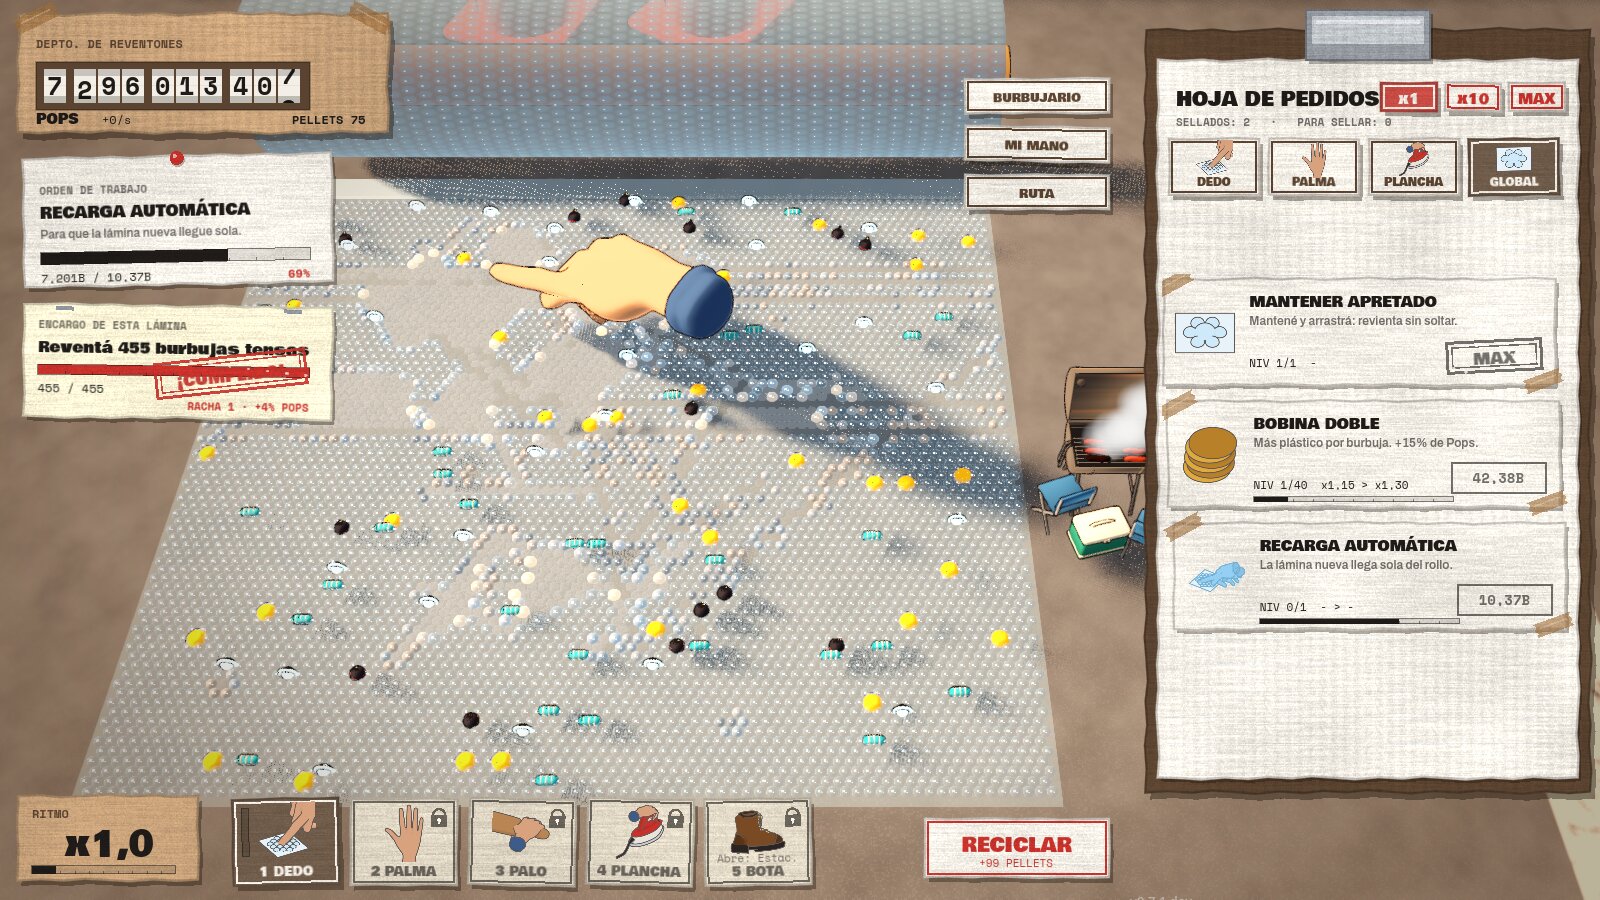 DEPTO. DE REVENTONES
7 296 013 40
POPS +0/s PELLETS 75
ORDEN DE TRABAJO
RECARGA AUTOMÁTICA
Para que la lámina nueva llegue sola.
7.201B / 10.37B 69%
ENCARGO DE ESTA LÁMINA
Reventá 455 burbujas tensas
455 / 455
RACHA 1 · +4% POPS
BURBUJARIO
MI MANO
RUTA
HOJA DE PEDIDOS x1 x10 MAX
SELLADOS: 2 · PARA SELLAR: 0
DEDO PALMA PLANCHA GLOBAL
MANTENER APRETADO
Mantené y arrastrá: revienta sin soltar.
NIV 1/1 - MAX
BOBINA DOBLE
Más plástico por burbuja. +15% de Pops.
NIV 1/40 x1.15 > x1.30 42.38B
RECARGA AUTOMÁTICA
La lámina nueva llega sola del rollo.
NIV 0/1 - > - 10.37B
RITMO
x1,0
1 DEDO
2 PALMA
3 PALO
4 PLANCHA
Abre: Estac.
5 BOTA
RECICLAR
+99 PELLETS